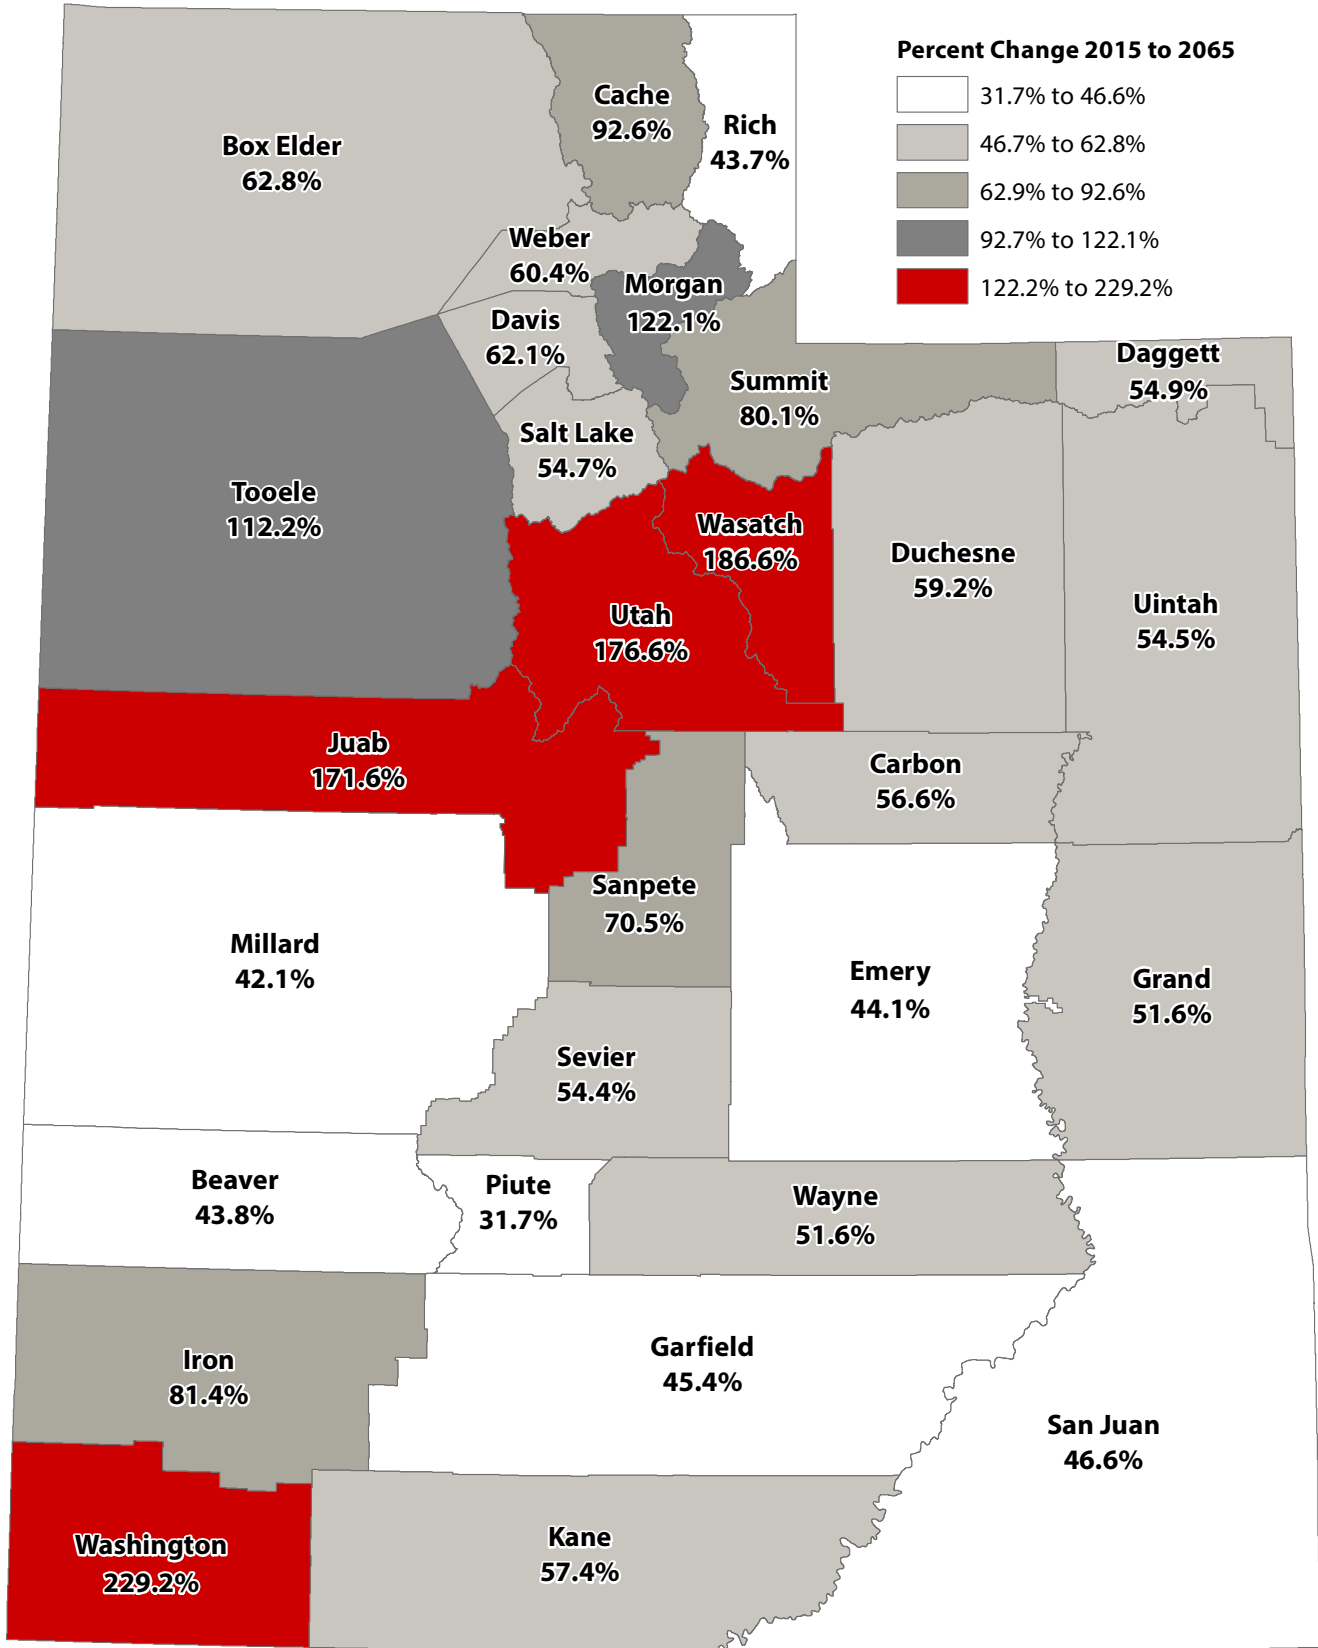 Percent Change 2015 to 2065
31.7% to 46.6%
46.7% to 62.8%
62.9% to 92.6%
92.7% to 122.1%
122.2% to 229.2%
Cache
92.6%
Rich
43.7%
Box Elder
62.8%
Weber
60.4%
Morgan
122.1%
Davis
62.1%
Summit
80.1%
Daggett
54.9%
Salt Lake
54.7%
Tooele
112.2%
Wasatch
186.6%
Duchesne
59.2%
Uintah
54.5%
Utah
176.6%
Juab
171.6%
Carbon
56.6%
Sanpete
70.5%
Millard
42.1%
Emery
44.1%
Grand
51.6%
Sevier
54.4%
Beaver
43.8%
Piute
31.7%
Wayne
51.6%
Iron
81.4%
Garfield
45.4%
San Juan
46.6%
Washington
229.2%
Kane
57.4%